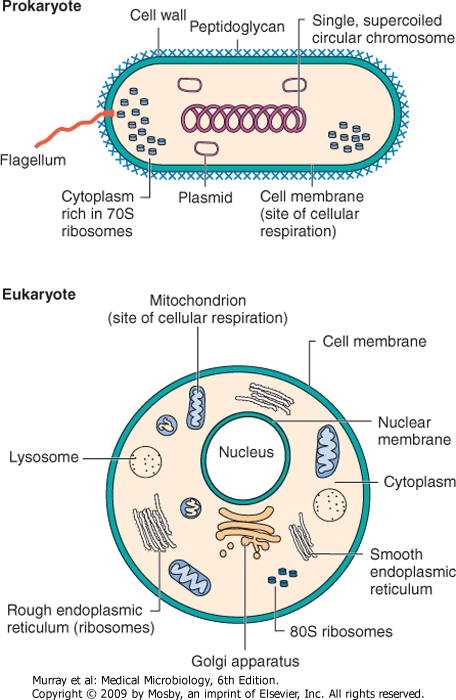 Prokaryote
Cell wall
Peptidoglycan
Single, supercoiled
circular chromosome
Flagellum
Cytoplasm
rich in 70S
ribosomes
Plasmid
Cell membrane
(site of cellular
respiration)
Eukaryote
Mitochondrion
(site of cellular respiration)
Cell membrane
Nuclear
membrane
Nucleus
Lysosome
Cytoplasm
Smooth
endoplasmic
reticulum
Rough endoplasmic
reticulum (ribosomes)
80S ribosomes
Golgi apparatus
Murray et al: Medical Microbiology, 6th Edition.
Copyright © 2009 by Mosby, an imprint of Elsevier, Inc. All rights reserved.